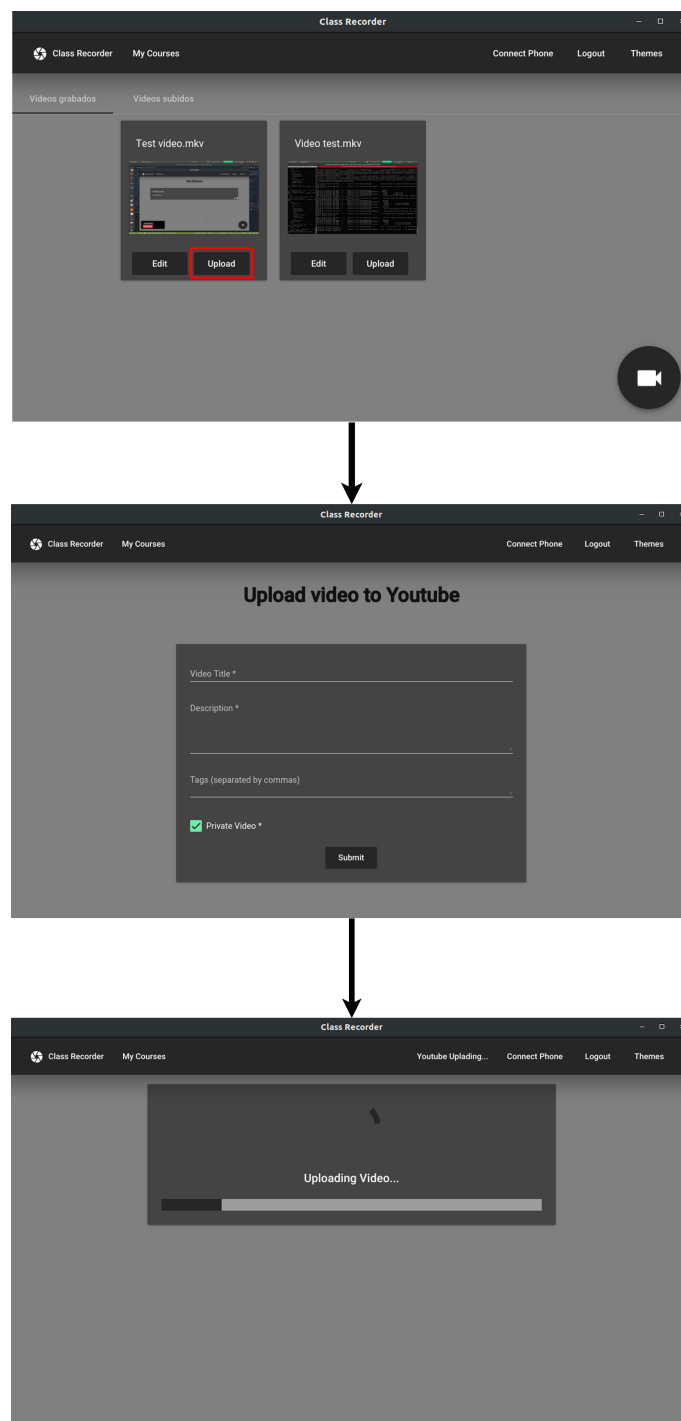 Class Recorder
Class Recorder My Courses Connect Phone Logout Themes
Videos grabados Videos subidos
Test video.mkv Video test.mkv
Edit Upload Edit Upload
Class Recorder
Class Recorder My Courses Connect Phone Logout Themes
Upload video to Youtube
Video Title *
Description *
Tags (separated by commas)
Private Video *
Submit
Class Recorder
Class Recorder My Courses Youtube Uplading... Connect Phone Logout Themes
Uploading Video...